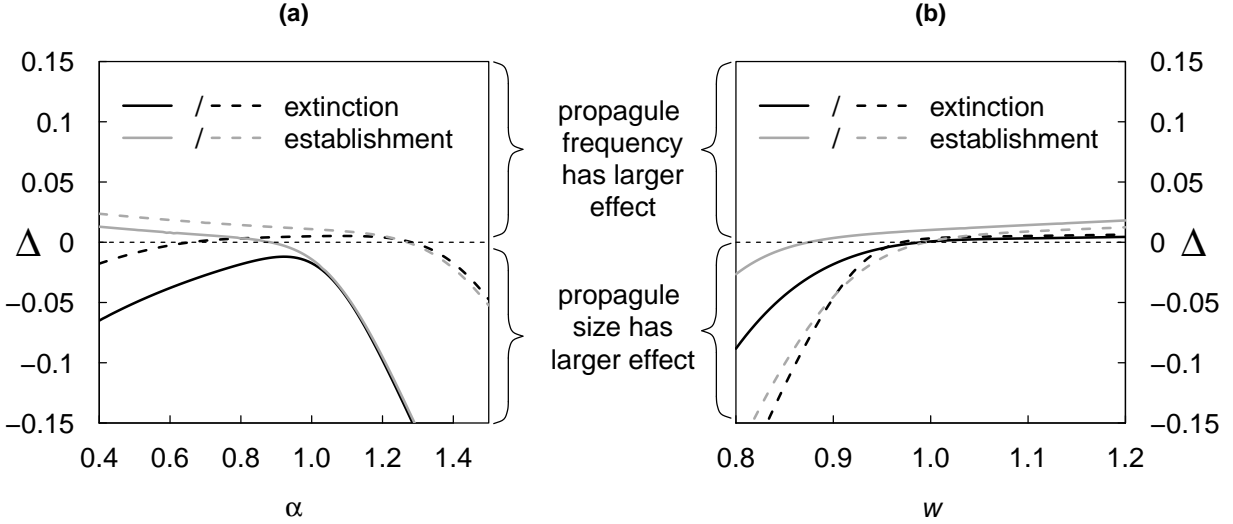 (a)
(b)
0.15
0.1
0.05
0
−0.05
−0.1
−0.15
Δ
/ extinction
/ establishment
0.4 0.6 0.8 1.0 1.2 1.4
α
propagule
frequency
has larger
effect
propagule
size has
larger effect
/ extinction
/ establishment
0.8 0.9 1.0 1.1 1.2
w
0.15
0.1
0.05
0
−0.05
−0.1
−0.15
Δ